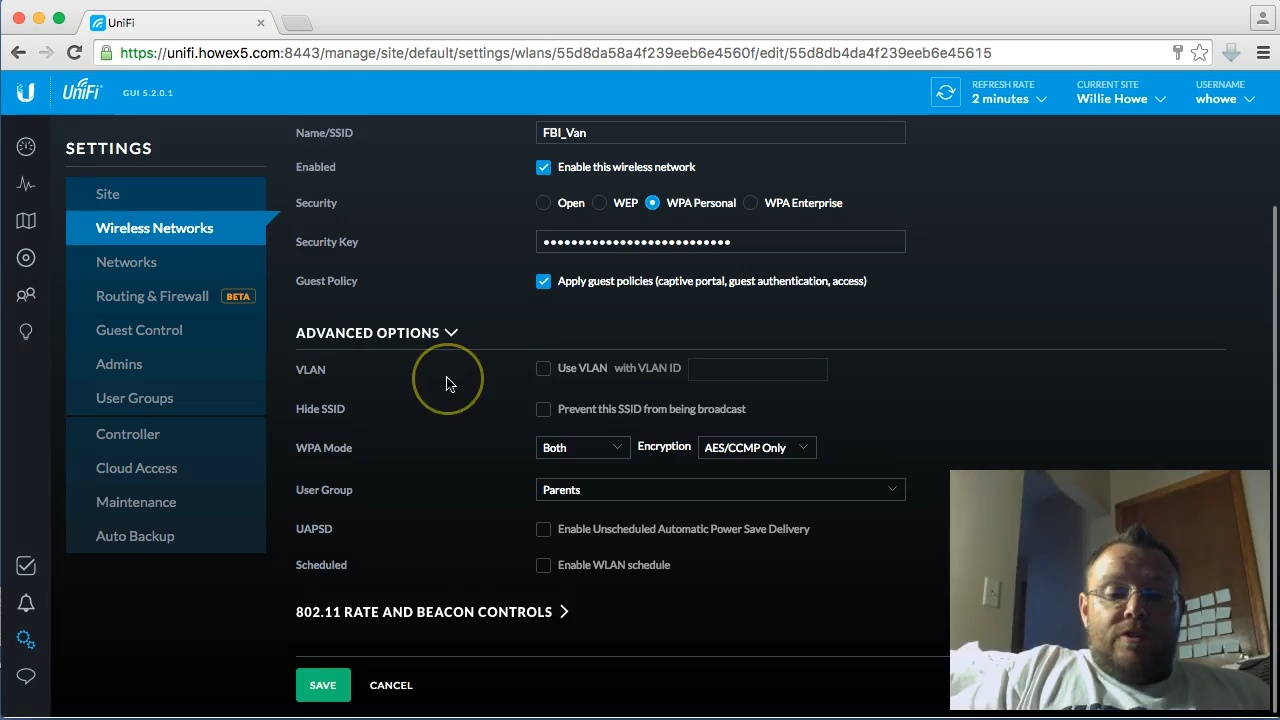 UniFi
https://unifi.howex5.com:8443/manage/site/default/settings/wlans/55d8da58a4f239eeb6e4560f/edit/55d8db4da4f239eeb6e45615
UniFi GUI 5.2.0.1
REFRESH RATE CURRENT SITE USERNAME
2 minutes Willie Howe whowe
SETTINGS
Site
Wireless Networks
Networks
Routing & Firewall BETA
Guest Control
Admins
User Groups
Controller
Cloud Access
Maintenance
Auto Backup
Name/SSID FBI_Van
Enabled Enable this wireless network
Security Open WEP WPA Personal WPA Enterprise
Security Key •••••••••••••••••••••••••••
Guest Policy Apply guest policies (captive portal, guest authentication, access)
ADVANCED OPTIONS
VLAN Use VLAN with VLAN ID
Hide SSID Prevent this SSID from being broadcast
WPA Mode Both Encryption AES/CCMP Only
User Group Parents
UAPSD Enable Unscheduled Automatic Power Save Delivery
Scheduled Enable WLAN schedule
802.11 RATE AND BEACON CONTROLS
SAVE CANCEL